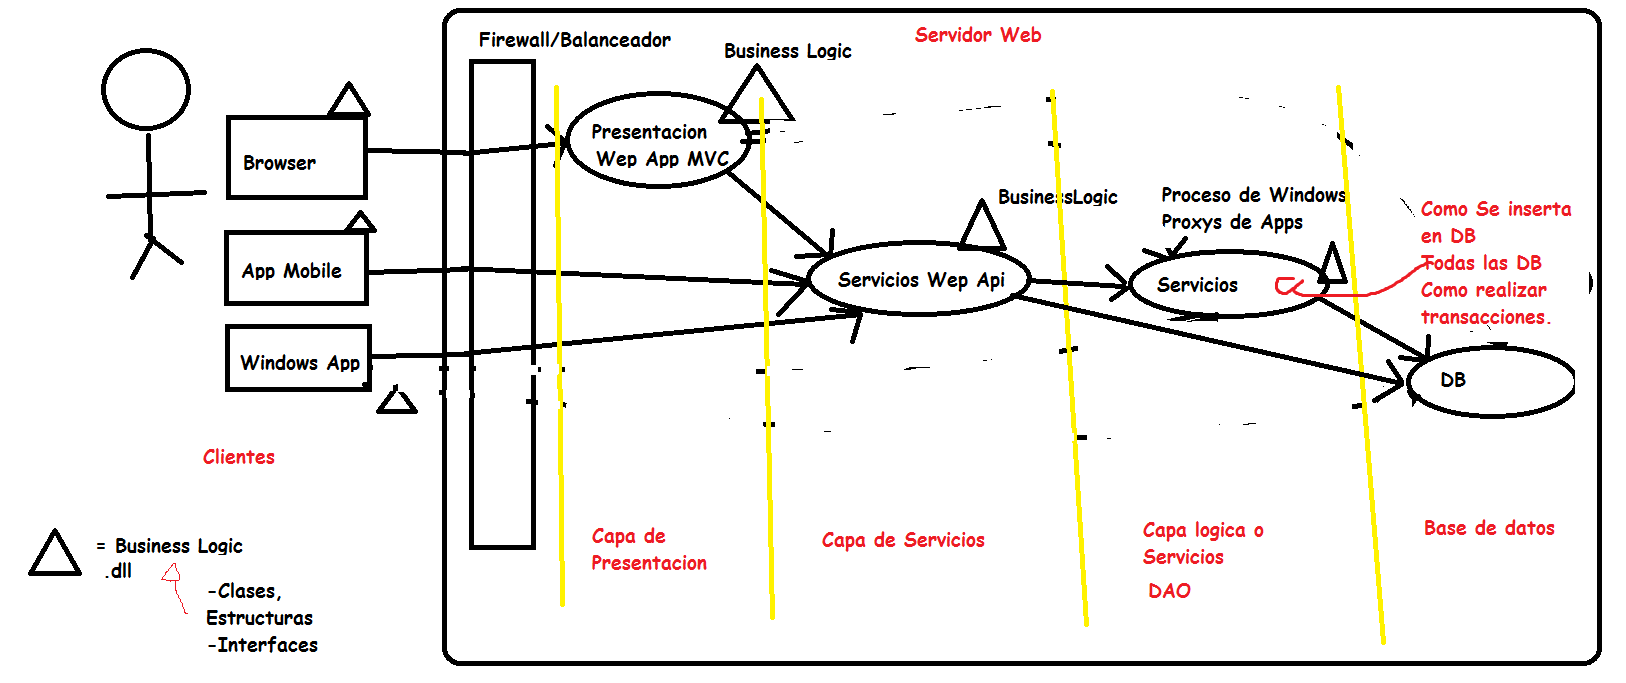 Servidor Web
Firewall/Balanceador
Business Logic
Presentacion
Wep App MVC
Browser
App Mobile
Windows App
Clientes
BusinessLogic
Servicios Wep Api
Proceso de Windows
Proxys de Apps
Servicios
Como Se inserta
en DB
Todas las DB
Como realizar
transacciones.
DB
Capa de
Presentacion
Capa de Servicios
Capa logica o
Servicios
DAO
Base de datos
= Business Logic
.dll
-Clases,
Estructuras
-Interfaces